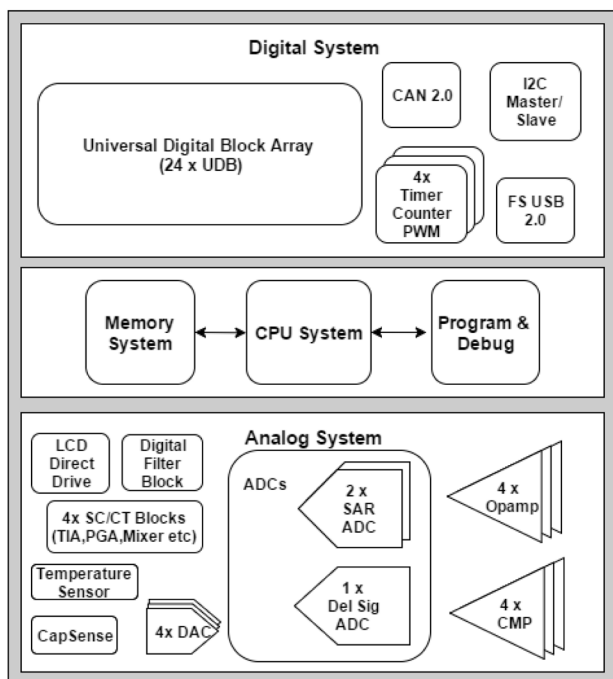 Digital System
Universal Digital Block Array
(24 x UDB)
CAN 2.0
I2C
Master/
Slave
4x
Timer
Counter
PWM
FS USB
2.0
Memory
System
CPU System
Program &
Debug
Analog System
LCD
Direct
Drive
Digital
Filter
Block
4x SC/CT Blocks
(TIA,PGA,Mixer etc)
Temperature
Sensor
CapSense
4x DAC
ADCs
2 x
SAR
ADC
1 x
Del Sig
ADC
4 x
Opamp
4 x
CMP